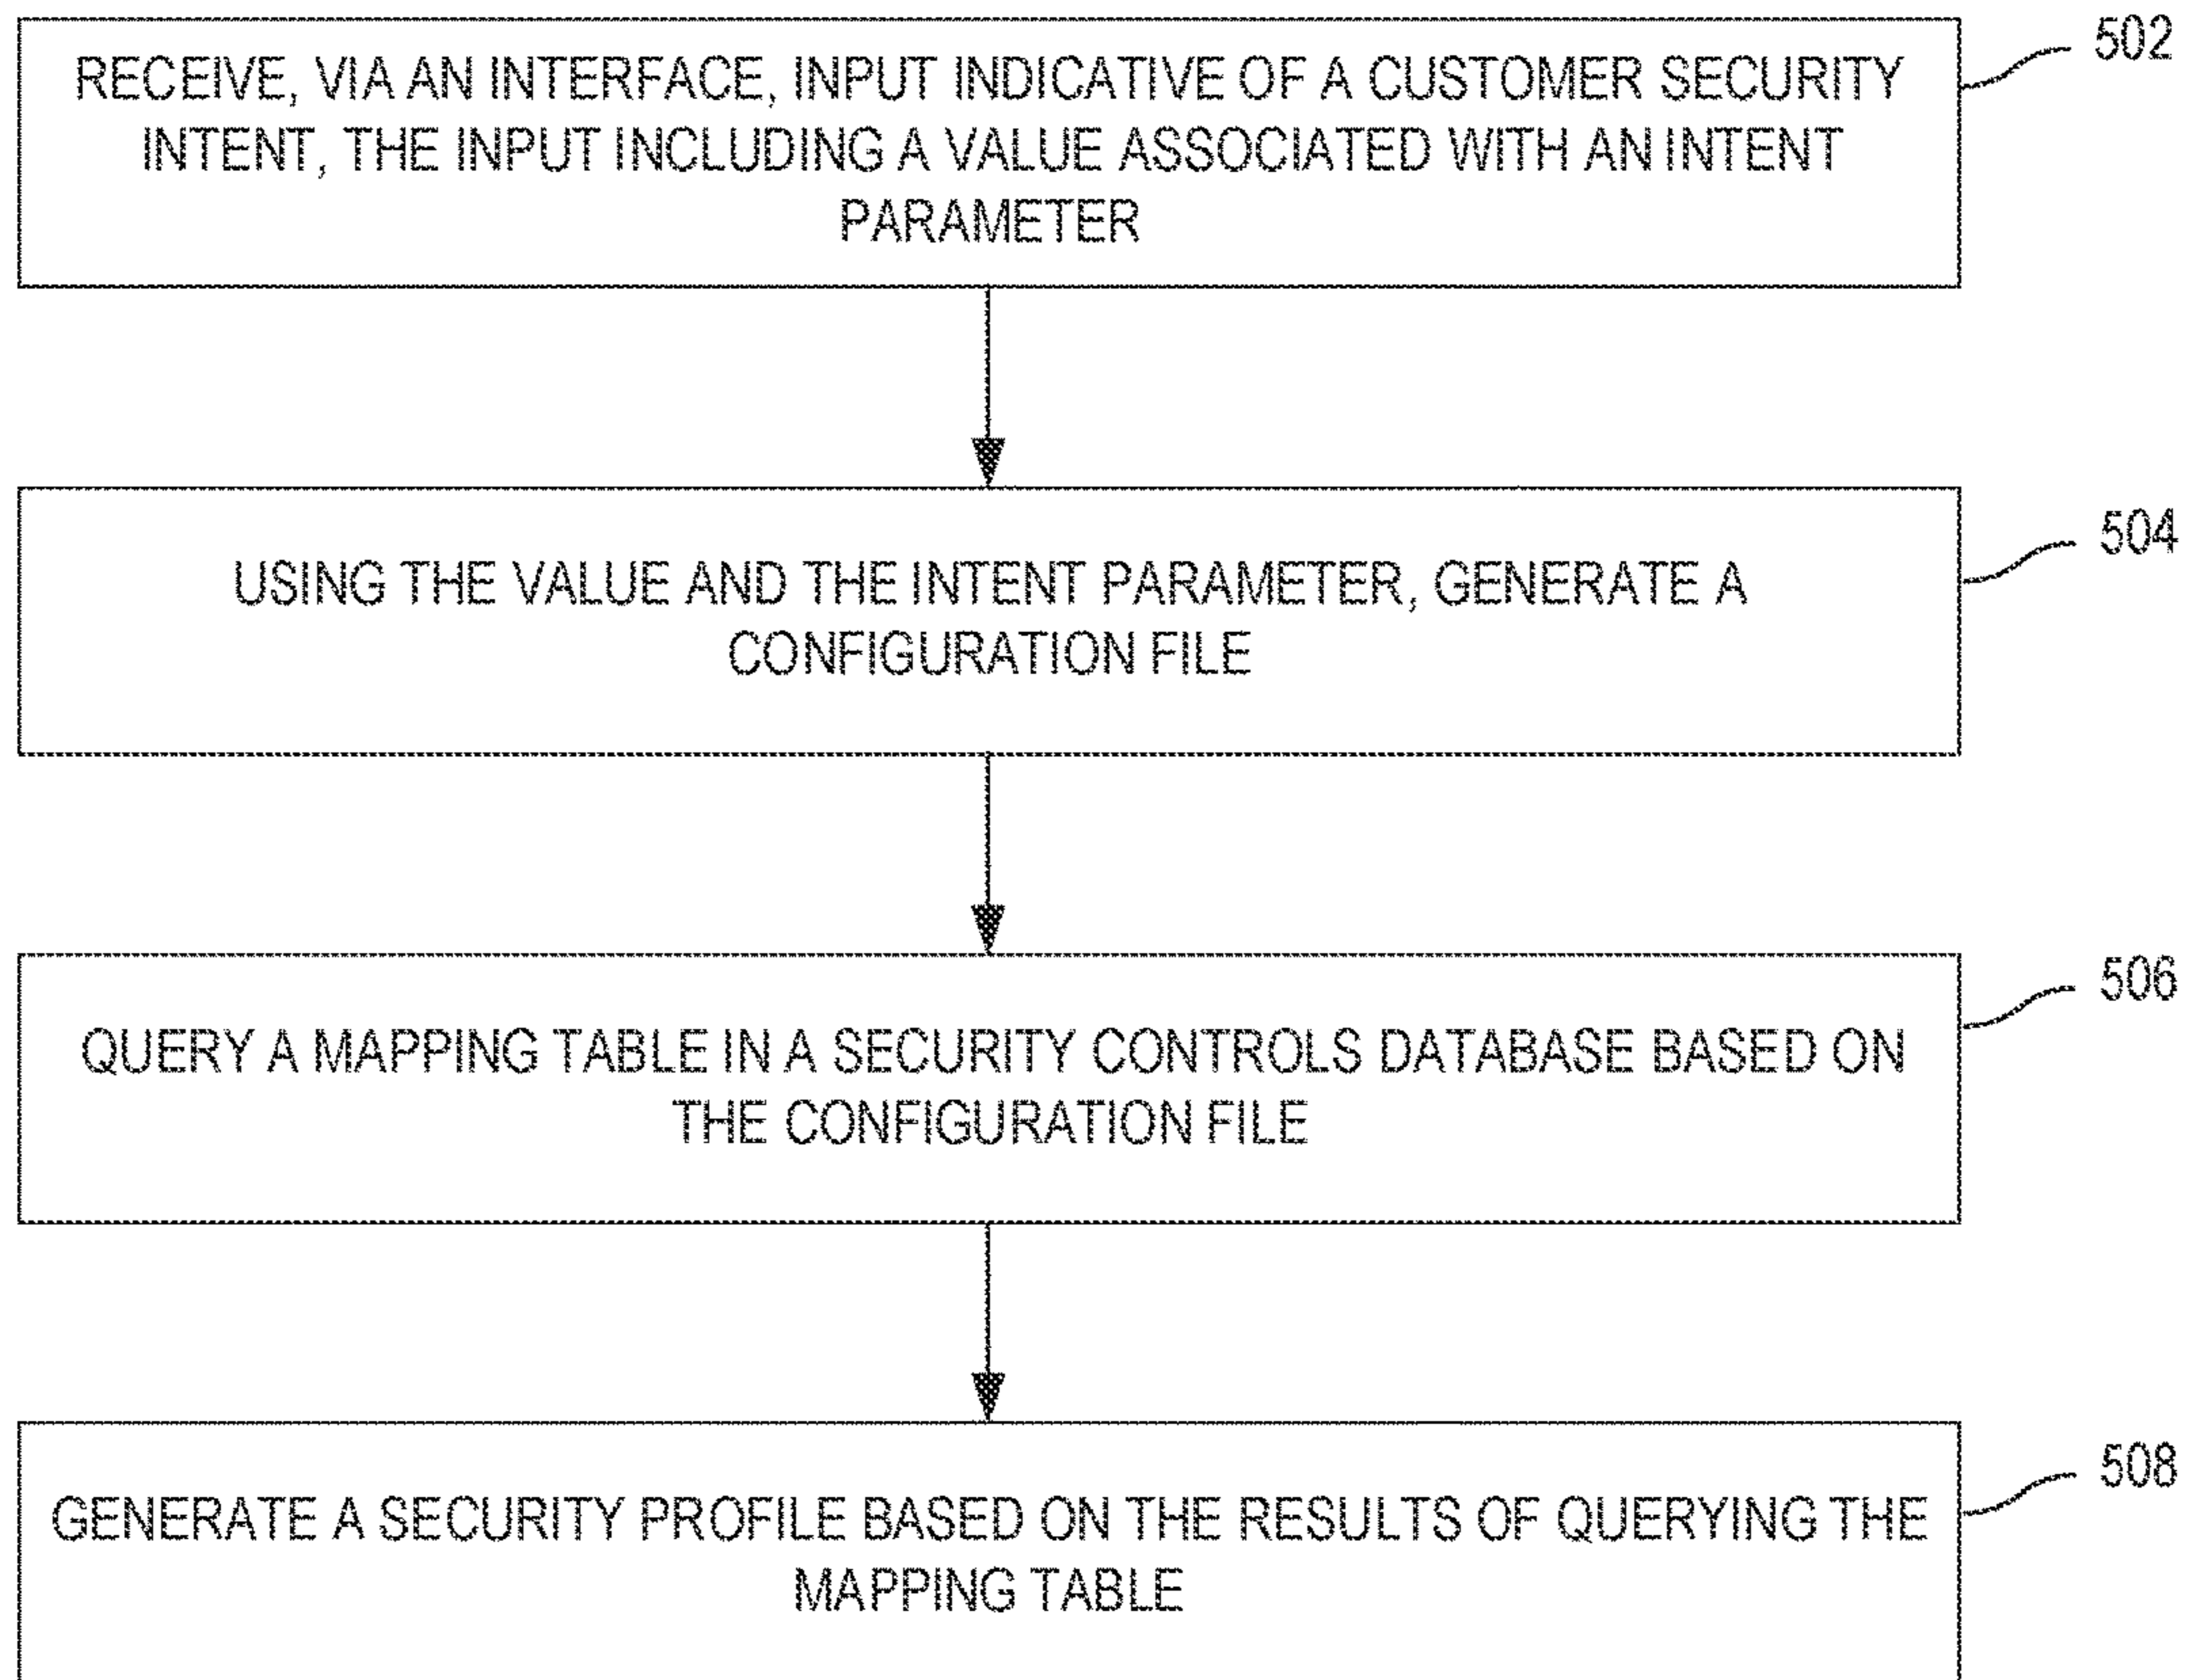 502
RECEIVE, VIA AN INTERFACE, INPUT INDICATIVE OF A CUSTOMER SECURITY
INTENT, THE INPUT INCLUDING A VALUE ASSOCIATED WITH AN INTENT
PARAMETER
504
USING THE VALUE AND THE INTENT PARAMETER, GENERATE A
CONFIGURATION FILE
506
QUERY A MAPPING TABLE IN A SECURITY CONTROLS DATABASE BASED ON
THE CONFIGURATION FILE
508
GENERATE A SECURITY PROFILE BASED ON THE RESULTS OF QUERYING THE
MAPPING TABLE